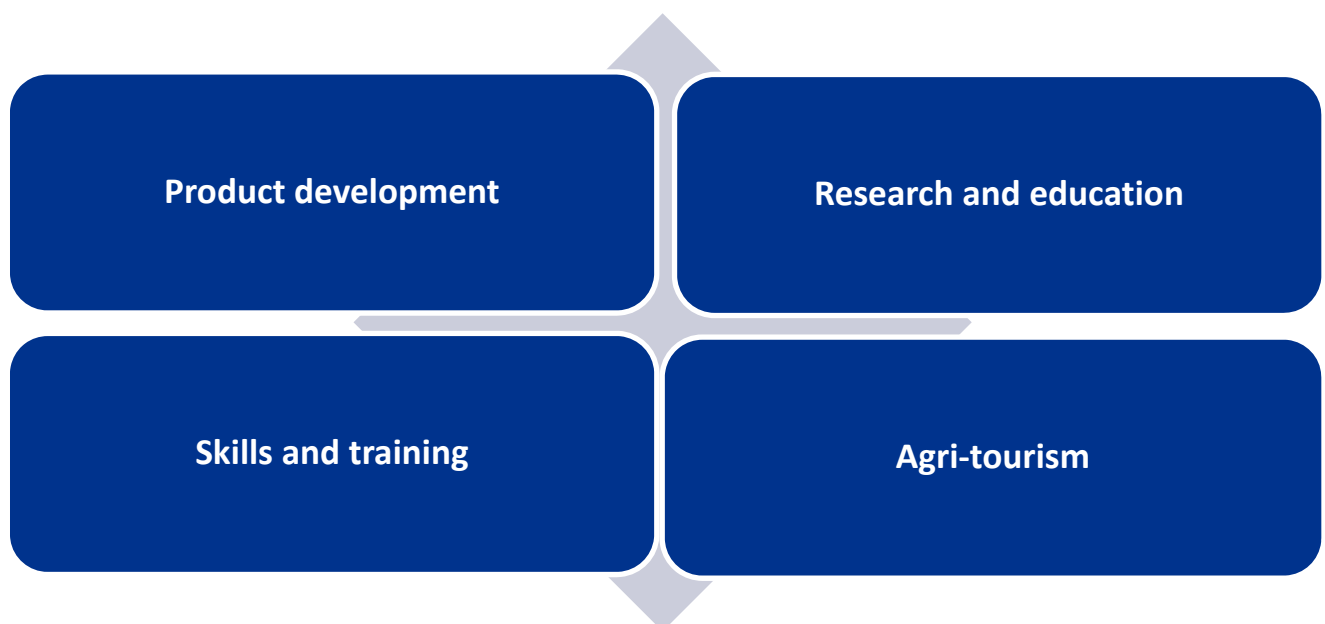 Product development
Research and education
Skills and training
Agri-tourism